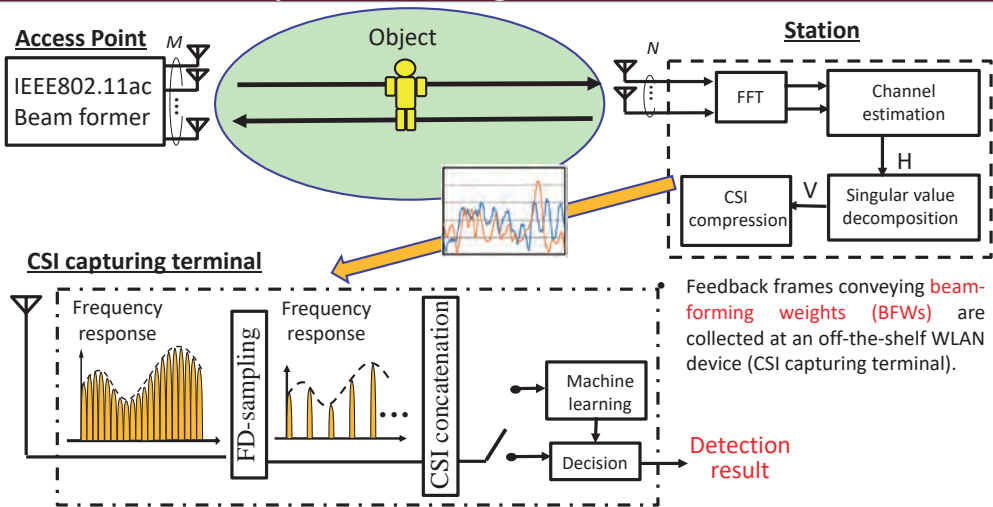 Access Point
M
IEEE802.11ac
Beam former
Object
N
Station
FFT
Channel
estimation
H
Singular value
decomposition
V
CSI
compression
CSI capturing terminal
Frequency
response
FD-sampling
Frequency
response
CSI concatenation
Machine
learning
Decision
Detection
result
• Feedback frames conveying beam-
forming weights (BFWs) are
collected at an off-the-shelf WLAN
device (CSI capturing terminal).